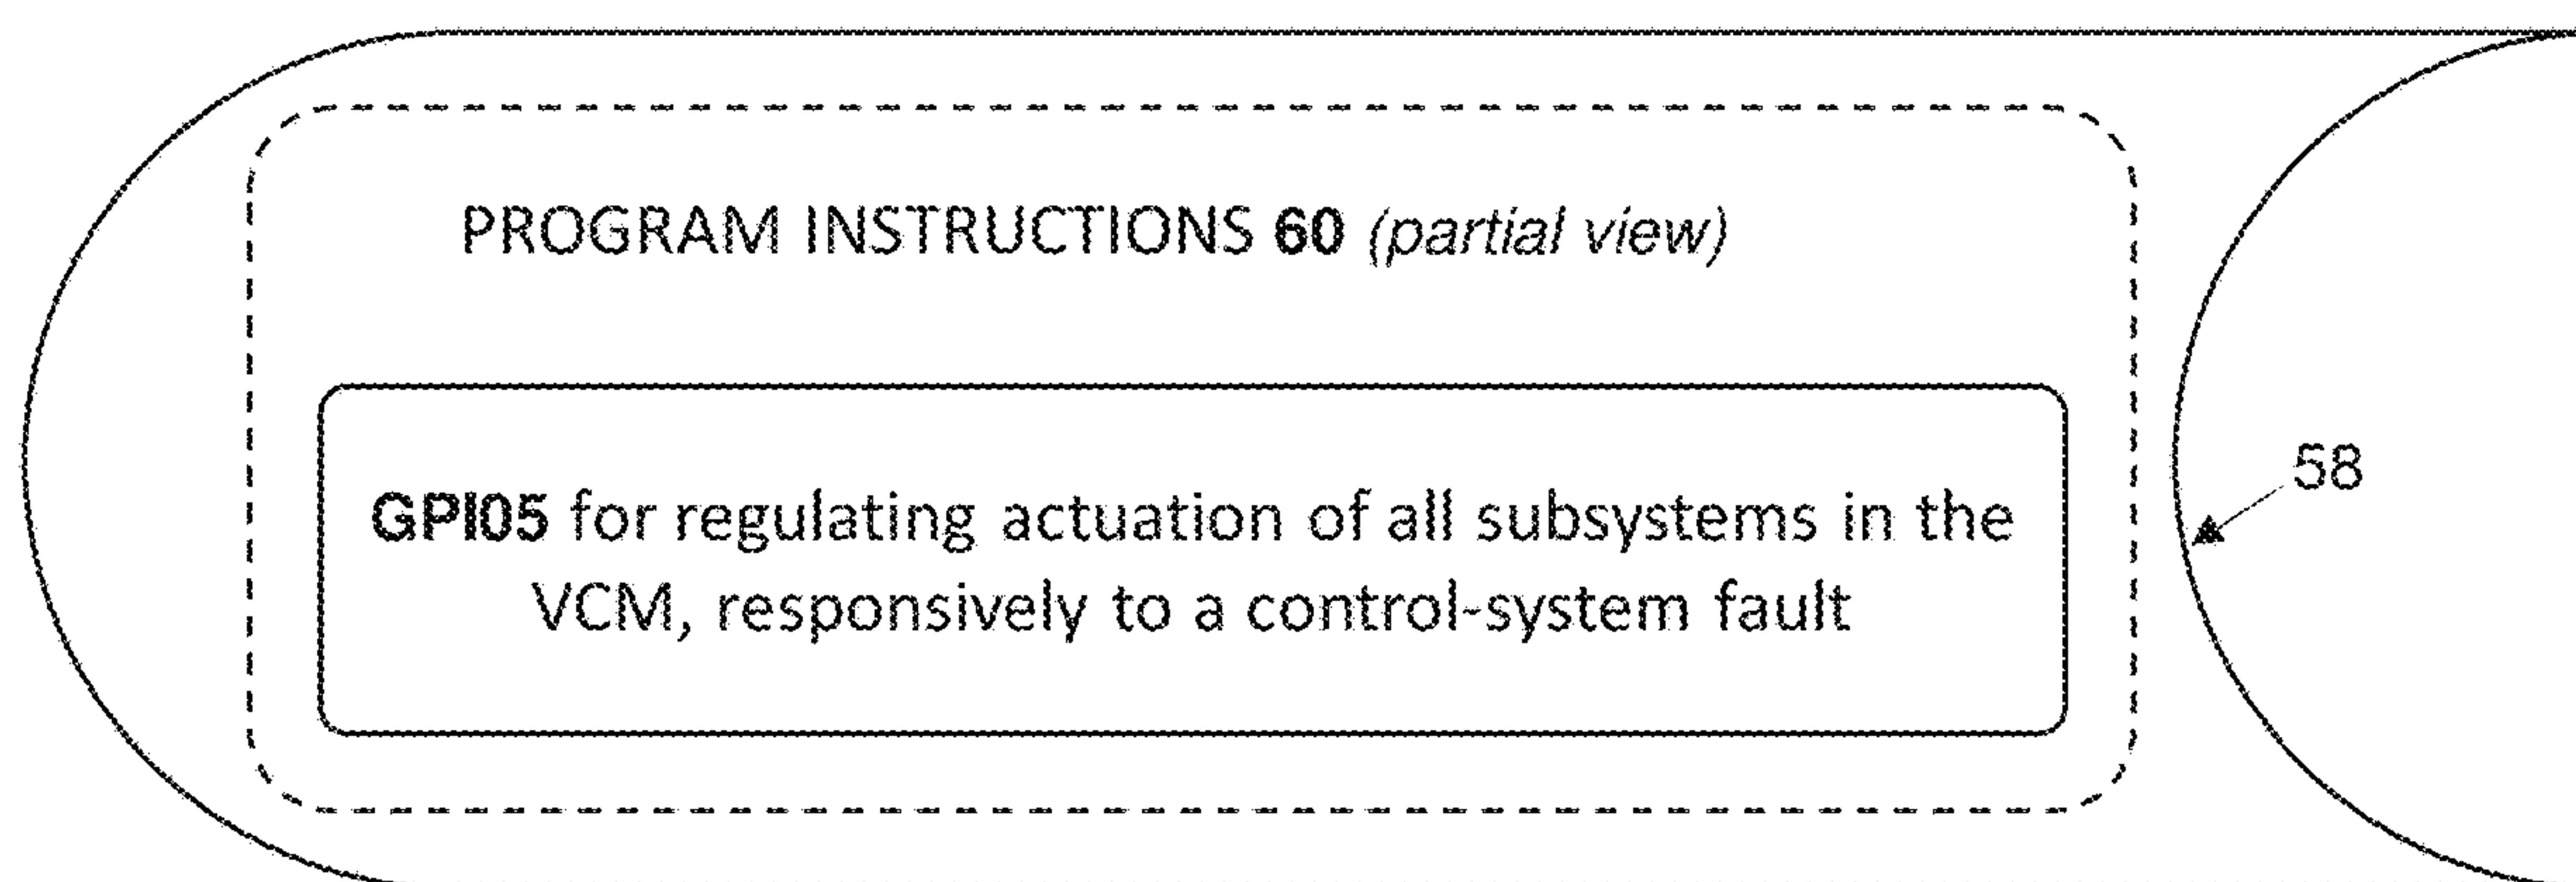 PROGRAM INSTRUCTIONS 60 (partial view)
GPI05 for regulating actuation of all subsystems in the
VCM, responsively to a control-system fault
58